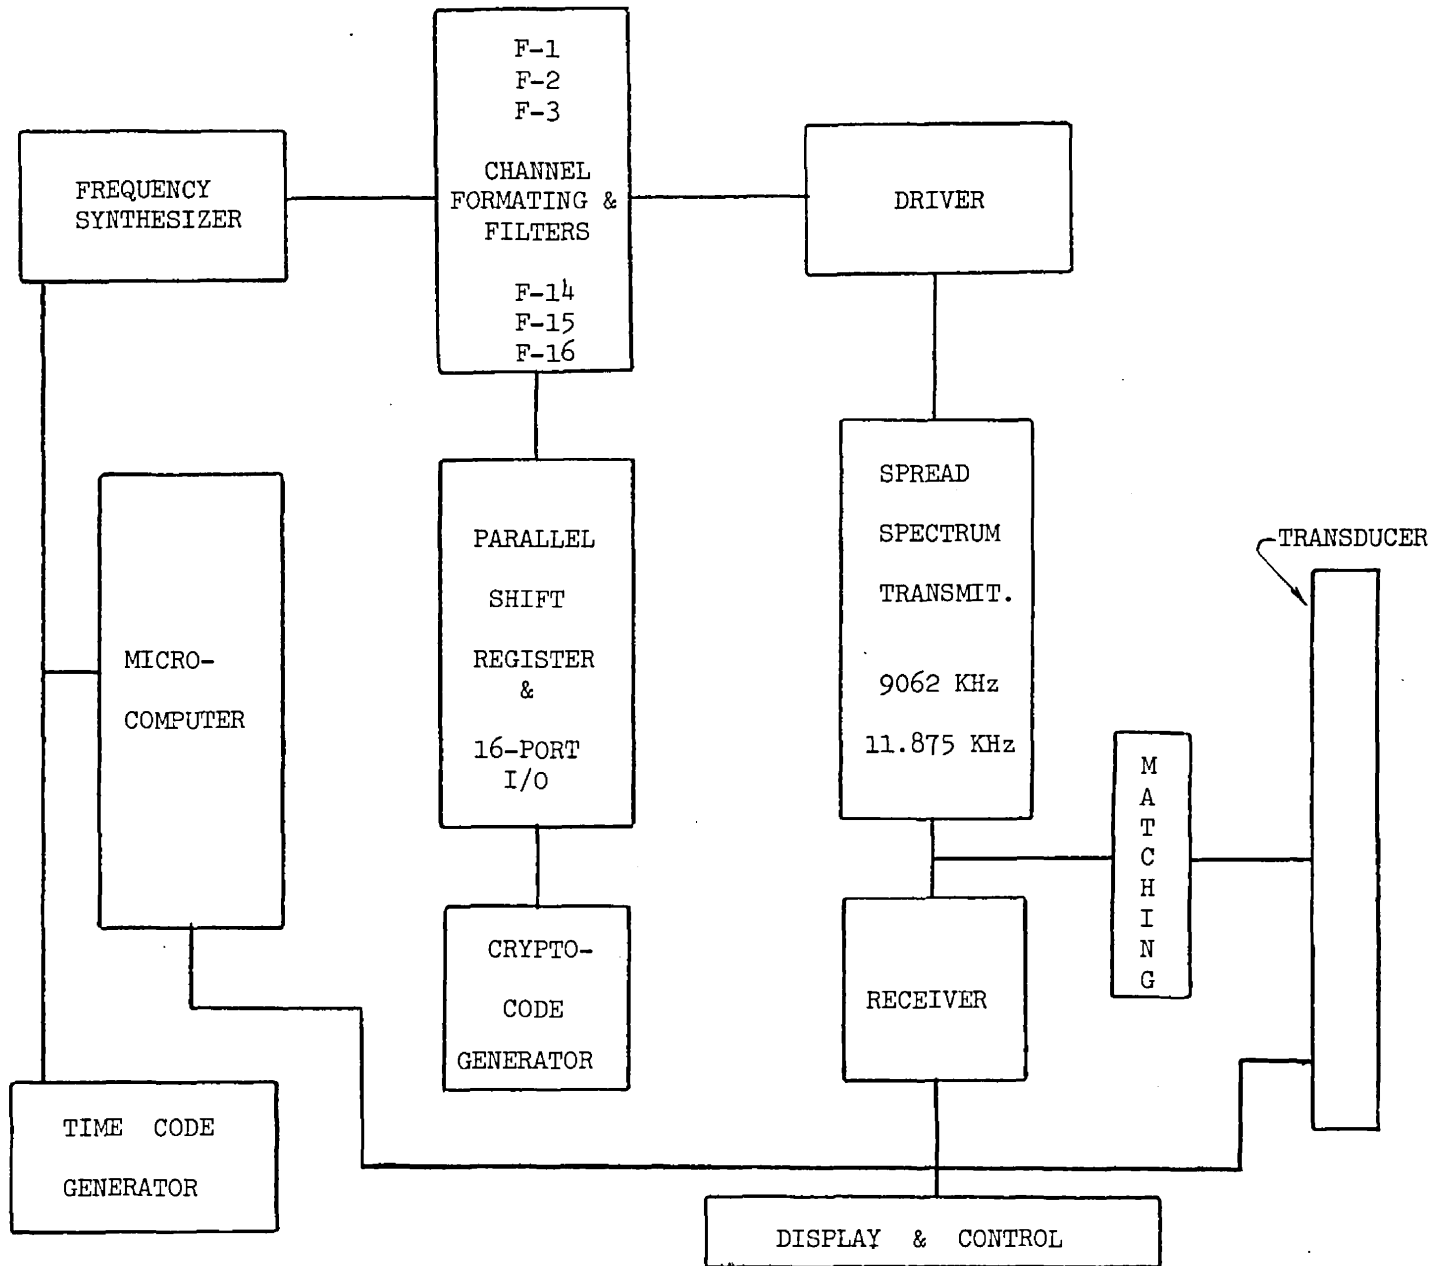 F-1
F-2
F-3
CHANNEL
FORMATING &
FILTERS
F-14
F-15
F-16
FREQUENCY
SYNTHESIZER
DRIVER
SPREAD
SPECTRUM
TRANSMIT.
9062 KHz
11.875 KHz
PARALLEL
SHIFT
REGISTER
&
16-PORT
I/O
MICRO-
COMPUTER
TRANSDUCER
MATCHING
CRYPTO-
CODE
GENERATOR
RECEIVER
TIME CODE
GENERATOR
DISPLAY & CONTROL